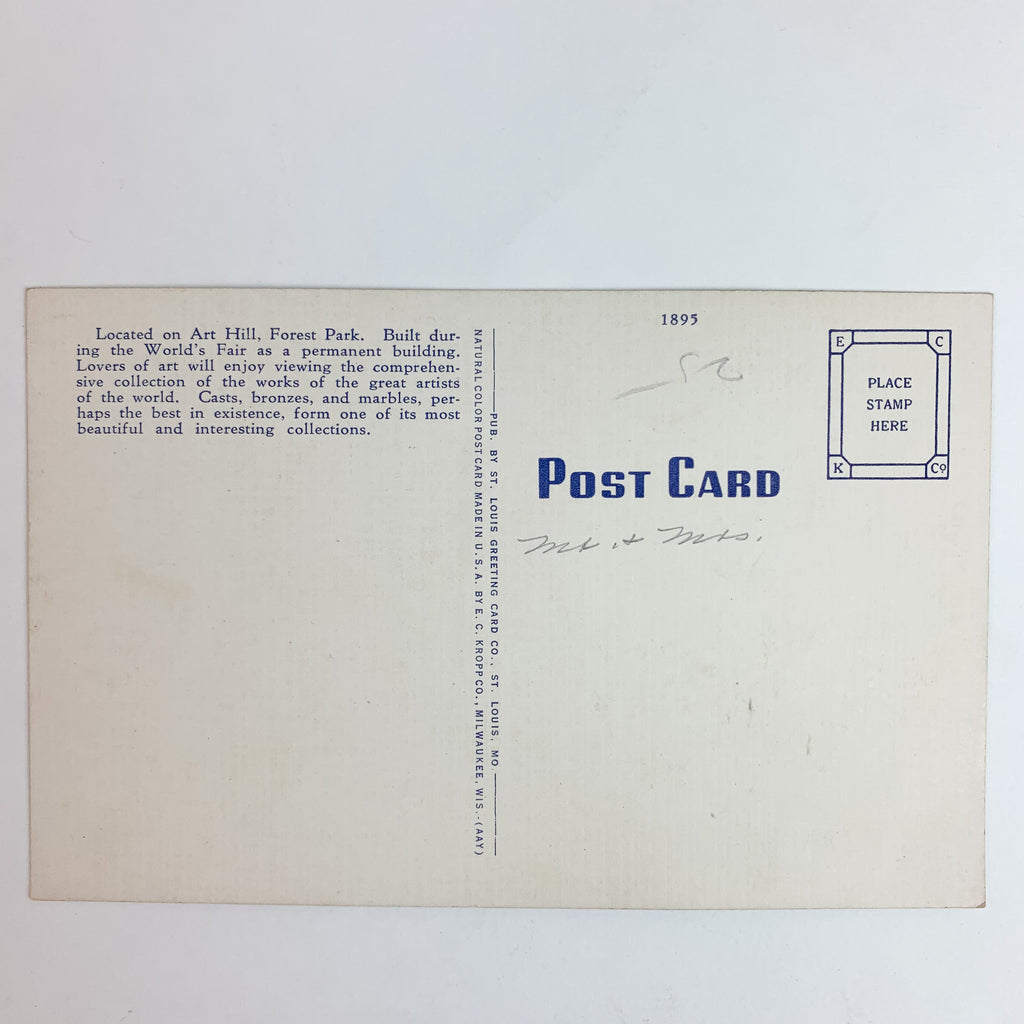 Located on Art Hill, Forest Park. Built dur-
ing the World's Fair as a permanent building.
Lovers of art will enjoy viewing the comprehen-
sive collection of the works of the great artists
of the world. Casts, bronzes, and marbles, per-
haps the best in existence, form one of its most
beautiful and interesting collections.
NATURAL COLOR POST CARD MADE IN U.S.A. BY E. C. KROPP CO., MILWAUKEE, WIS.-(AAY)
PUB. BY ST. LOUIS GREETING CARD CO., ST. LOUIS, MO.
1895
POST CARD
Mr. & Mrs.
E C
PLACE
STAMP
HERE
K Co